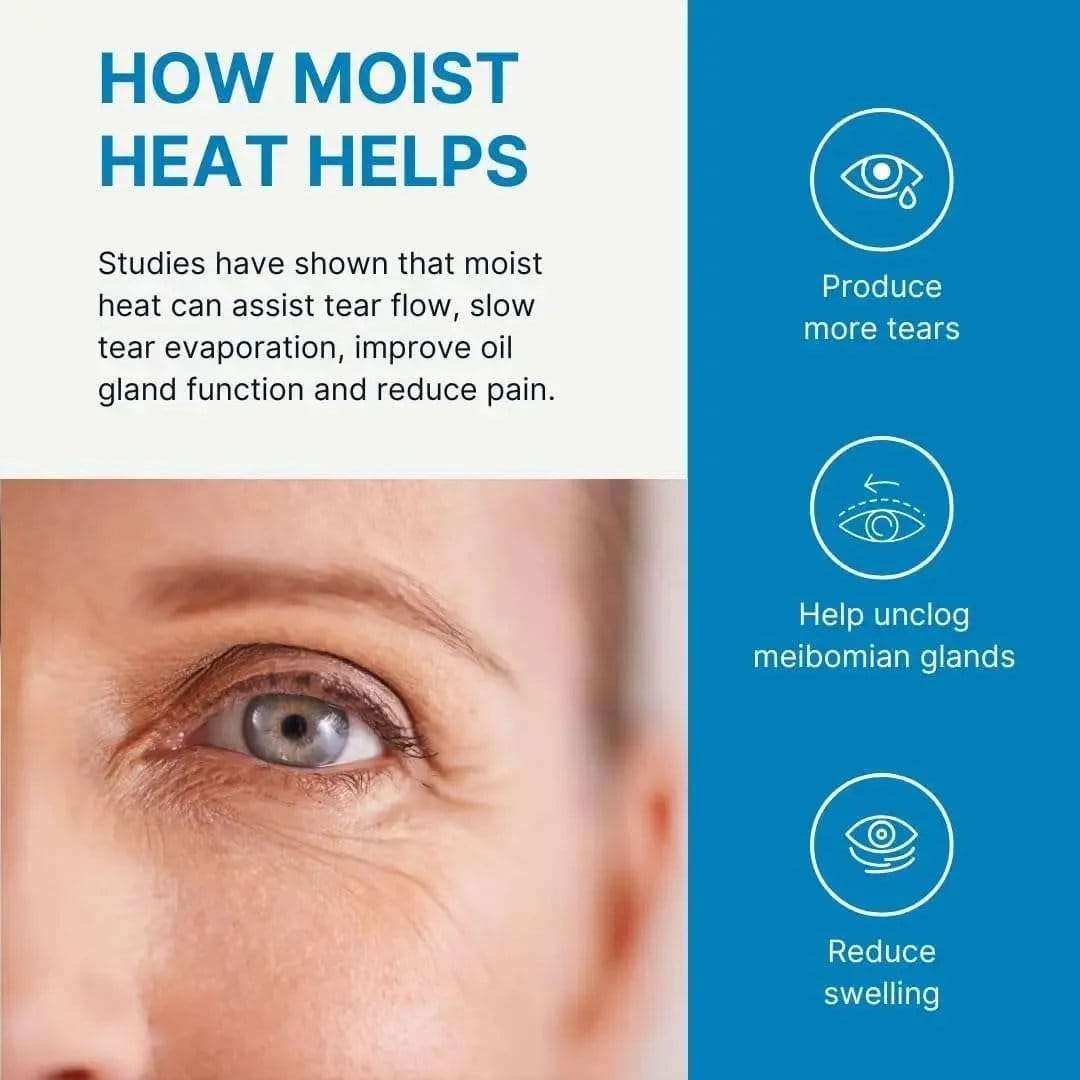 HOW MOIST
HEAT HELPS
Studies have shown that moist
heat can assist tear flow, slow
tear evaporation, improve oil
gland function and reduce pain.
Produce
more tears
Help unclog
meibomian glands
Reduce
swelling